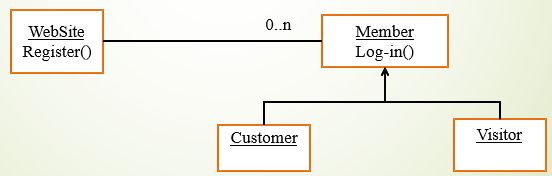 WebSite
Register()
0..n
Member
Log-in()
Customer
Visitor